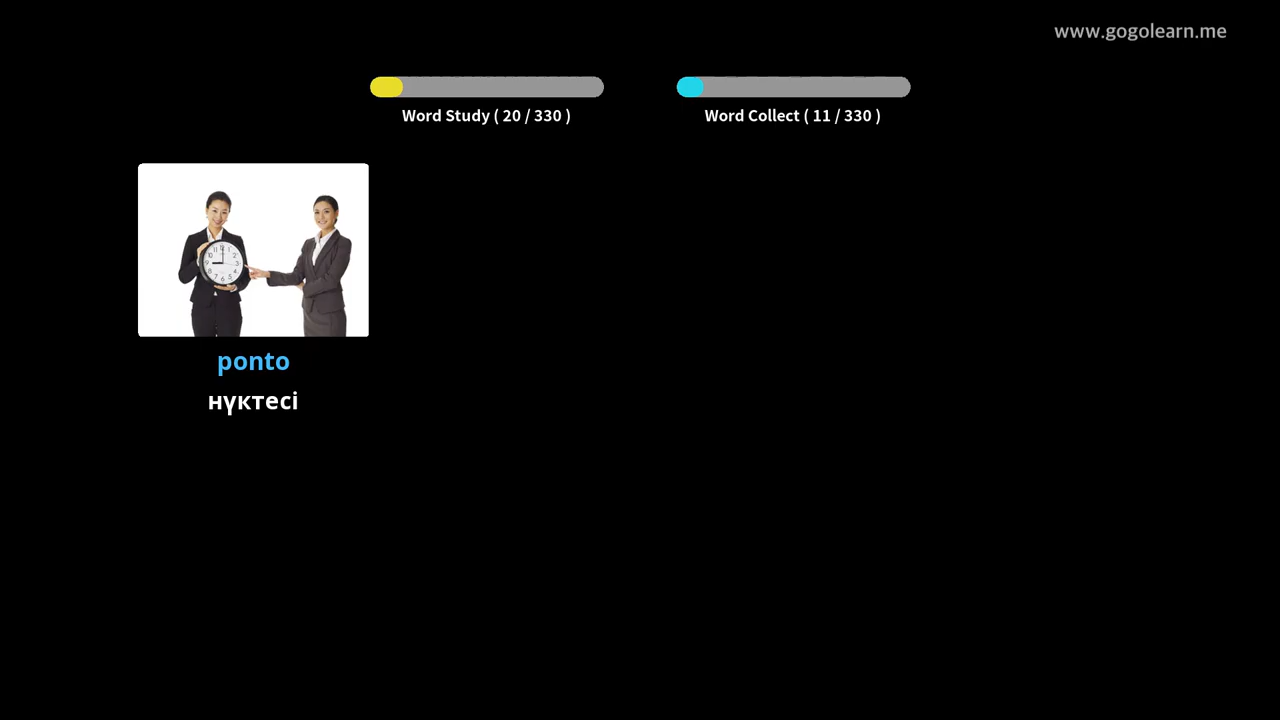 www.gogolearn.me
Word Study ( 20 / 330 )
Word Collect ( 11 / 330 )
ponto
нүктесі